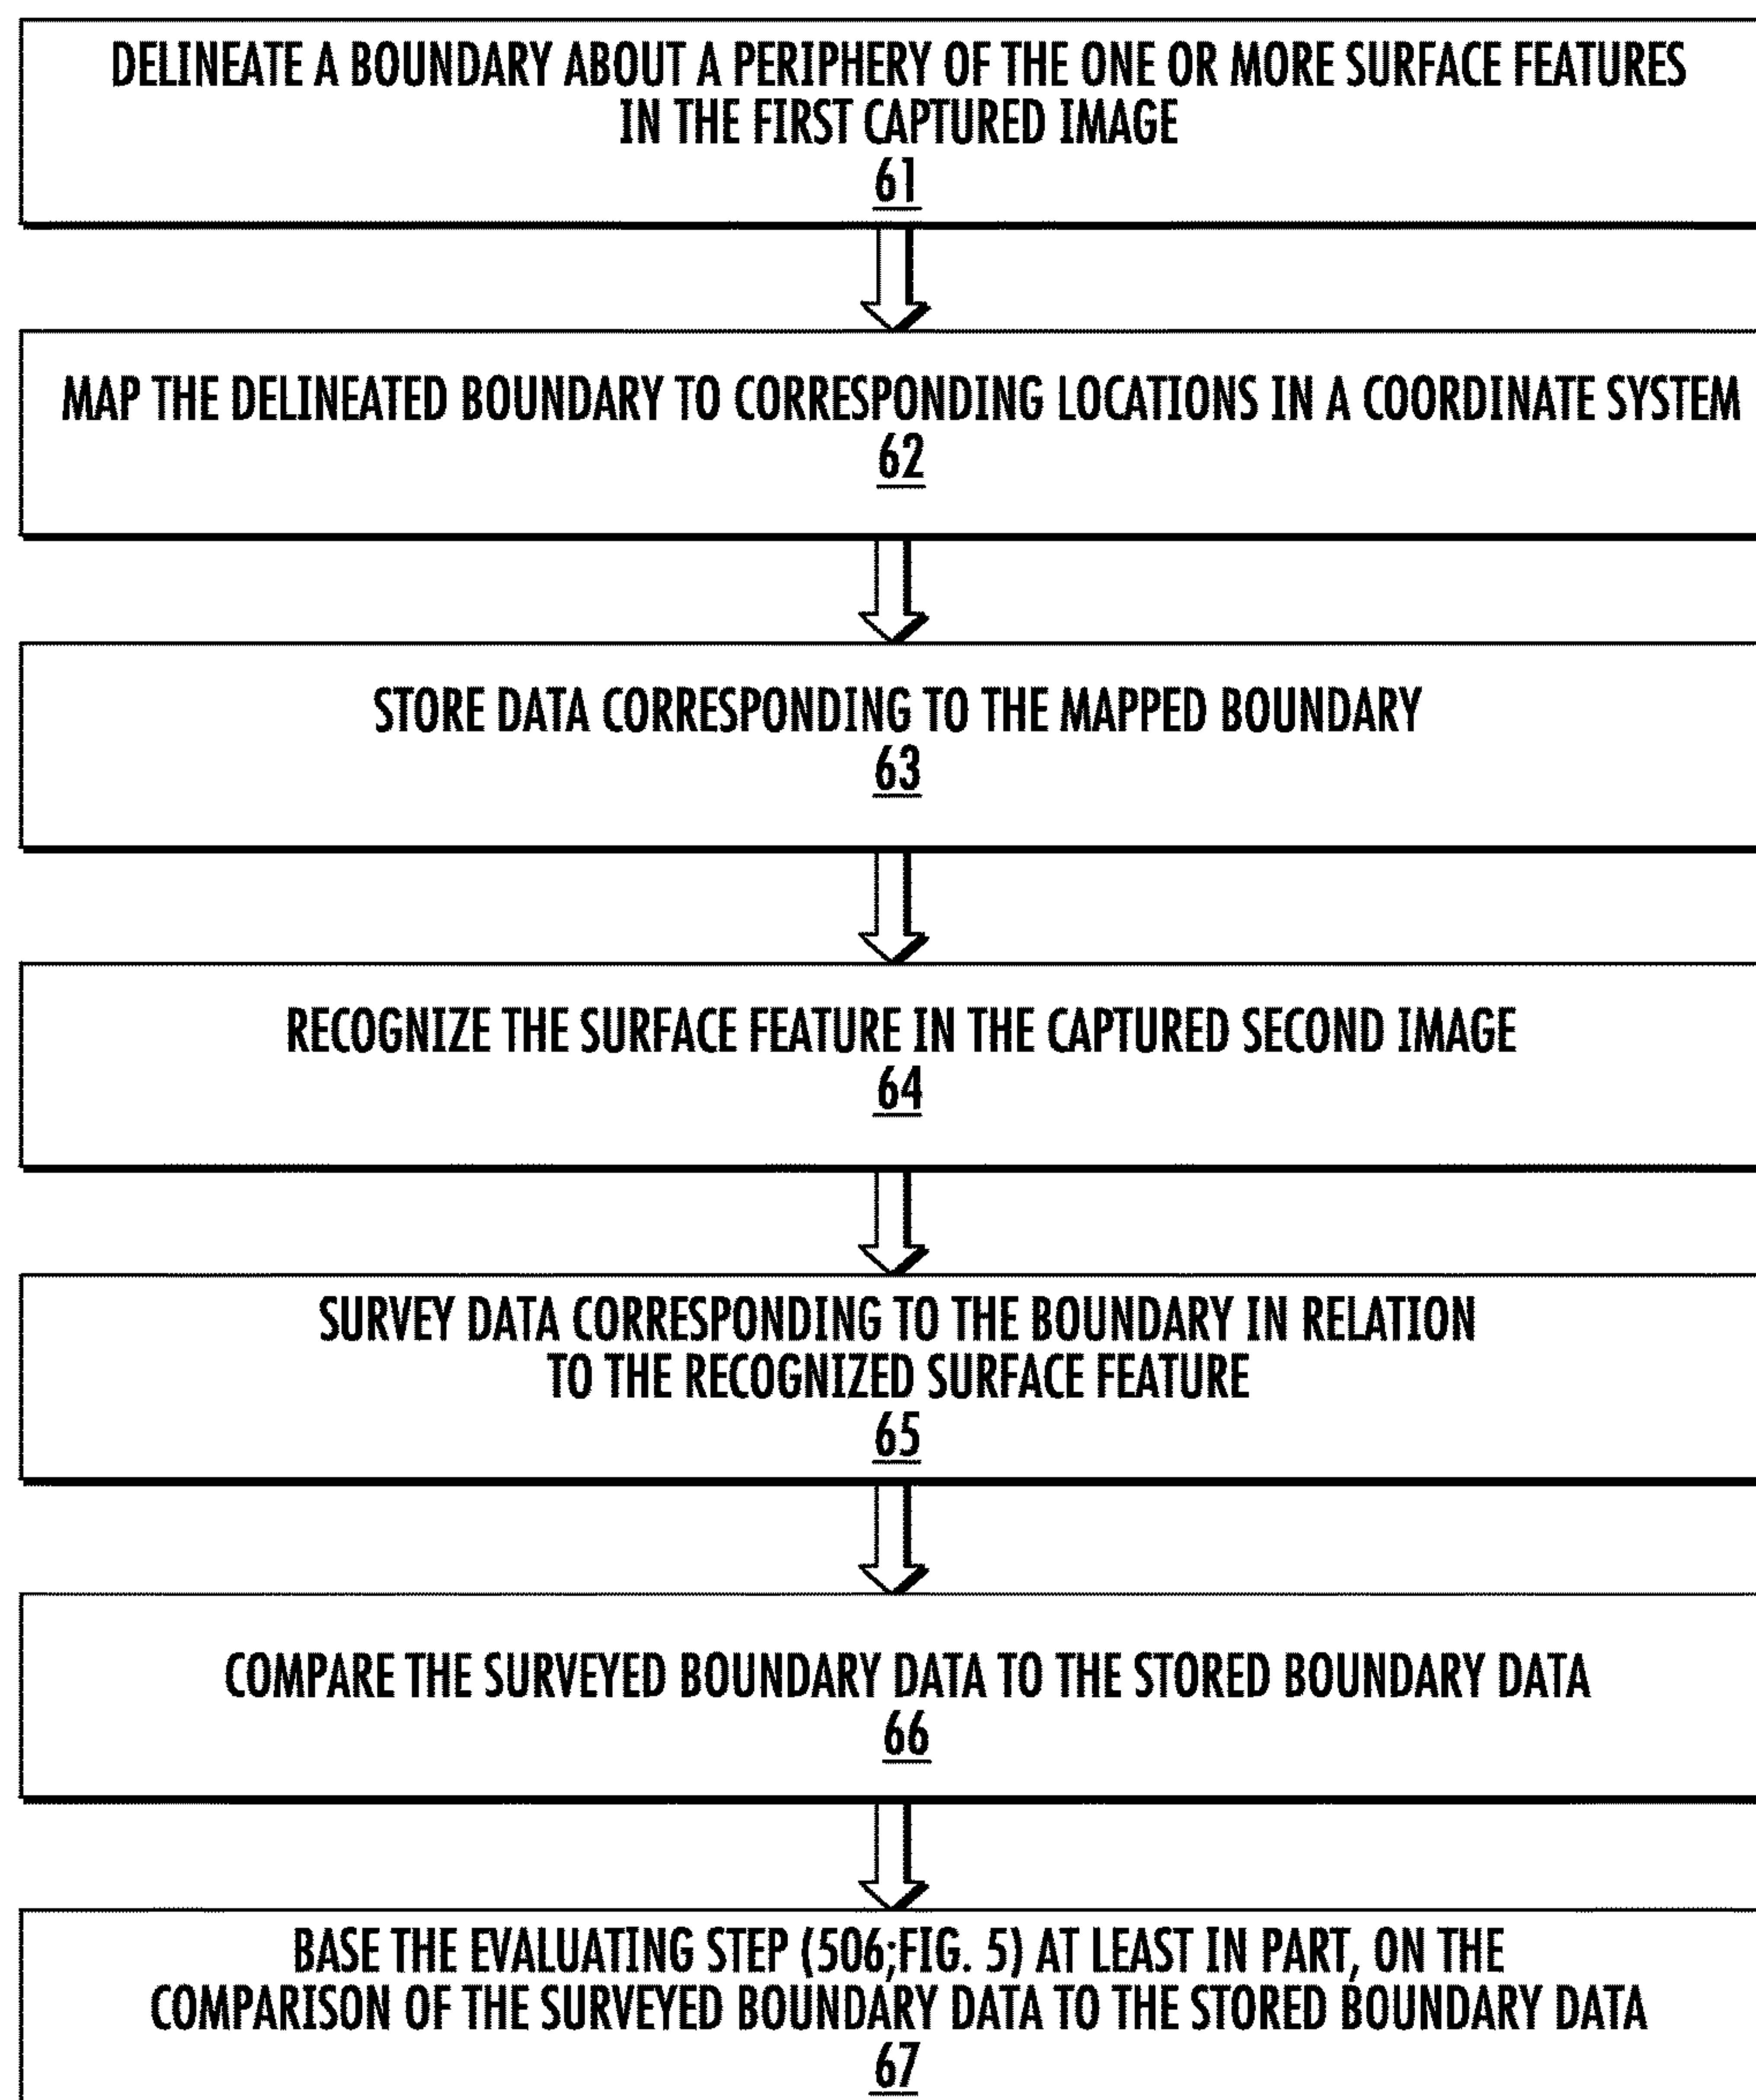 DELINEATE A BOUNDARY ABOUT A PERIPHERY OF THE ONE OR MORE SURFACE FEATURES
IN THE FIRST CAPTURED IMAGE
61
MAP THE DELINEATED BOUNDARY TO CORRESPONDING LOCATIONS IN A COORDINATE SYSTEM
62
STORE DATA CORRESPONDING TO THE MAPPED BOUNDARY
63
RECOGNIZE THE SURFACE FEATURE IN THE CAPTURED SECOND IMAGE
64
SURVEY DATA CORRESPONDING TO THE BOUNDARY IN RELATION
TO THE RECOGNIZED SURFACE FEATURE
65
COMPARE THE SURVEYED BOUNDARY DATA TO THE STORED BOUNDARY DATA
66
BASE THE EVALUATING STEP (506;FIG. 5) AT LEAST IN PART, ON THE
COMPARISON OF THE SURVEYED BOUNDARY DATA TO THE STORED BOUNDARY DATA
67